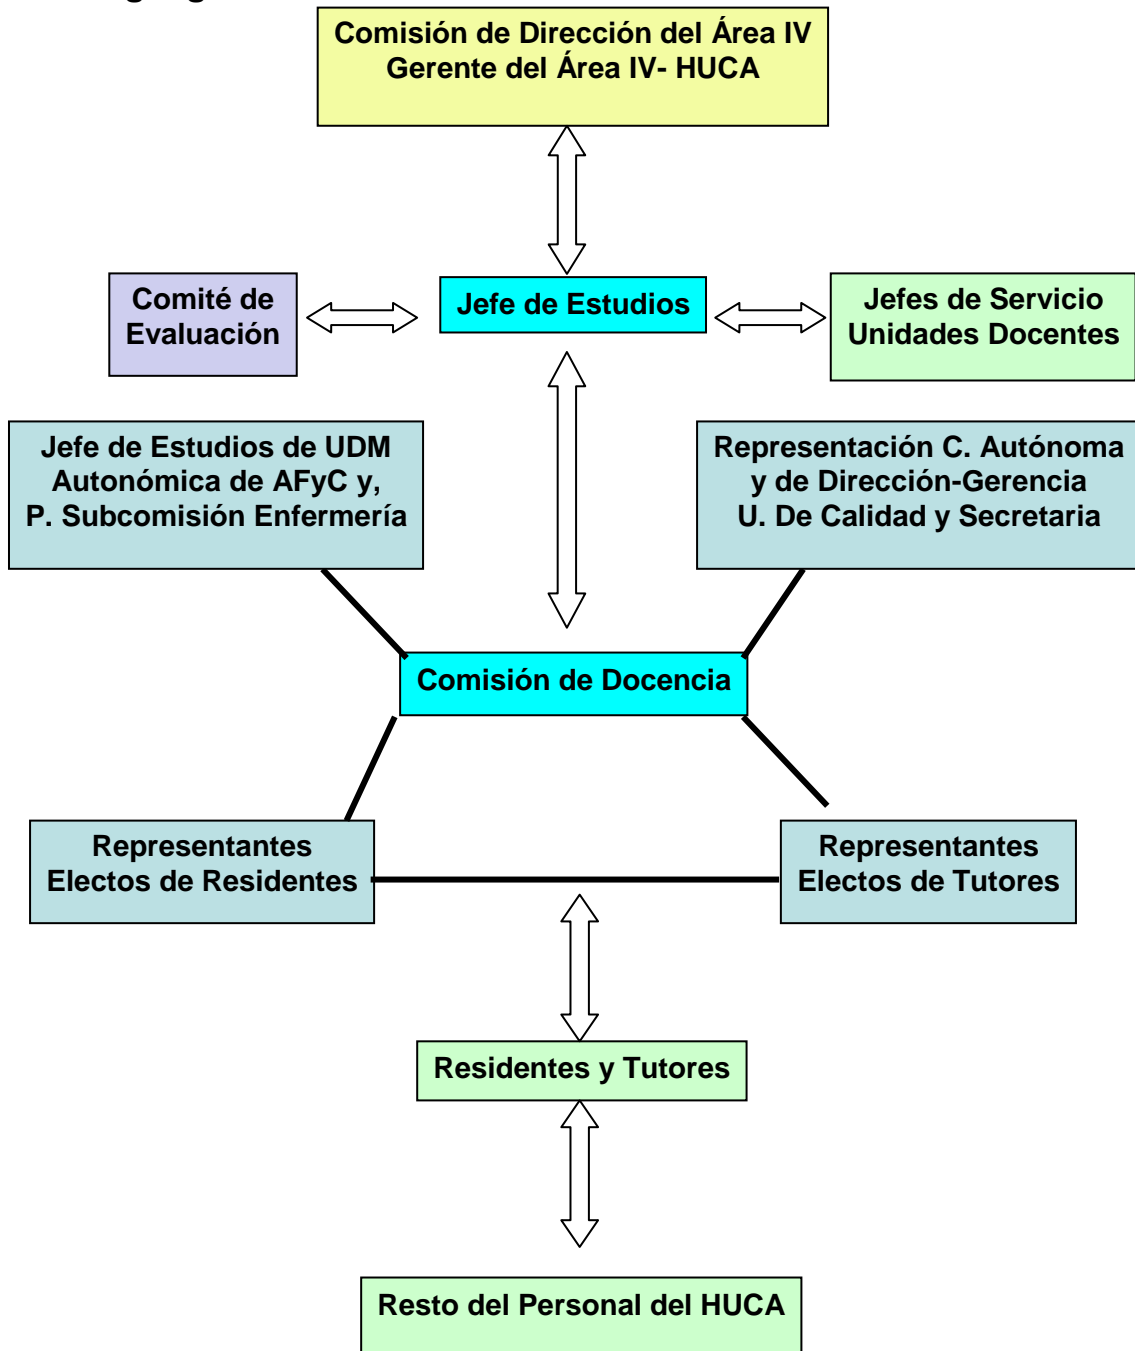 Comisión de Dirección del Área IV
Gerente del Área IV- HUCA
Comité de
Evaluación
Jefe de Estudios
Jefes de Servicio
Unidades Docentes
Jefe de Estudios de UDM
Autonómica de AFyC y,
P. Subcomisión Enfermería
Representación C. Autónoma
y de Dirección-Gerencia
U. De Calidad y Secretaria
Comisión de Docencia
Representantes
Electos de Residentes
Representantes
Electos de Tutores
Residentes y Tutores
Resto del Personal del HUCA